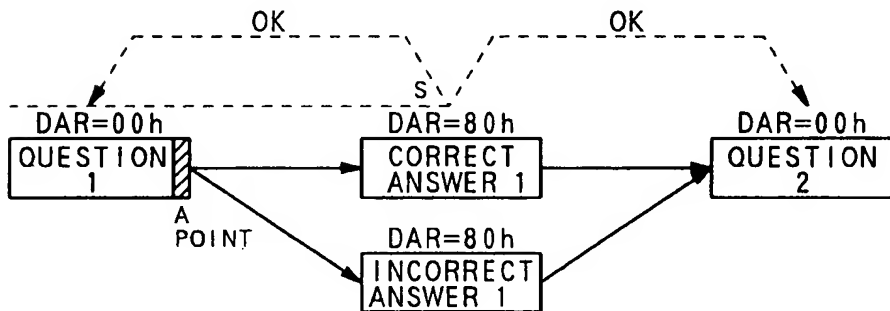 OK
OK
S
DAR=00h
DAR=80h
DAR=00h
QUESTION
1
CORRECT
ANSWER 1
QUESTION
2
A
POINT
DAR=80h
INCORRECT
ANSWER 1